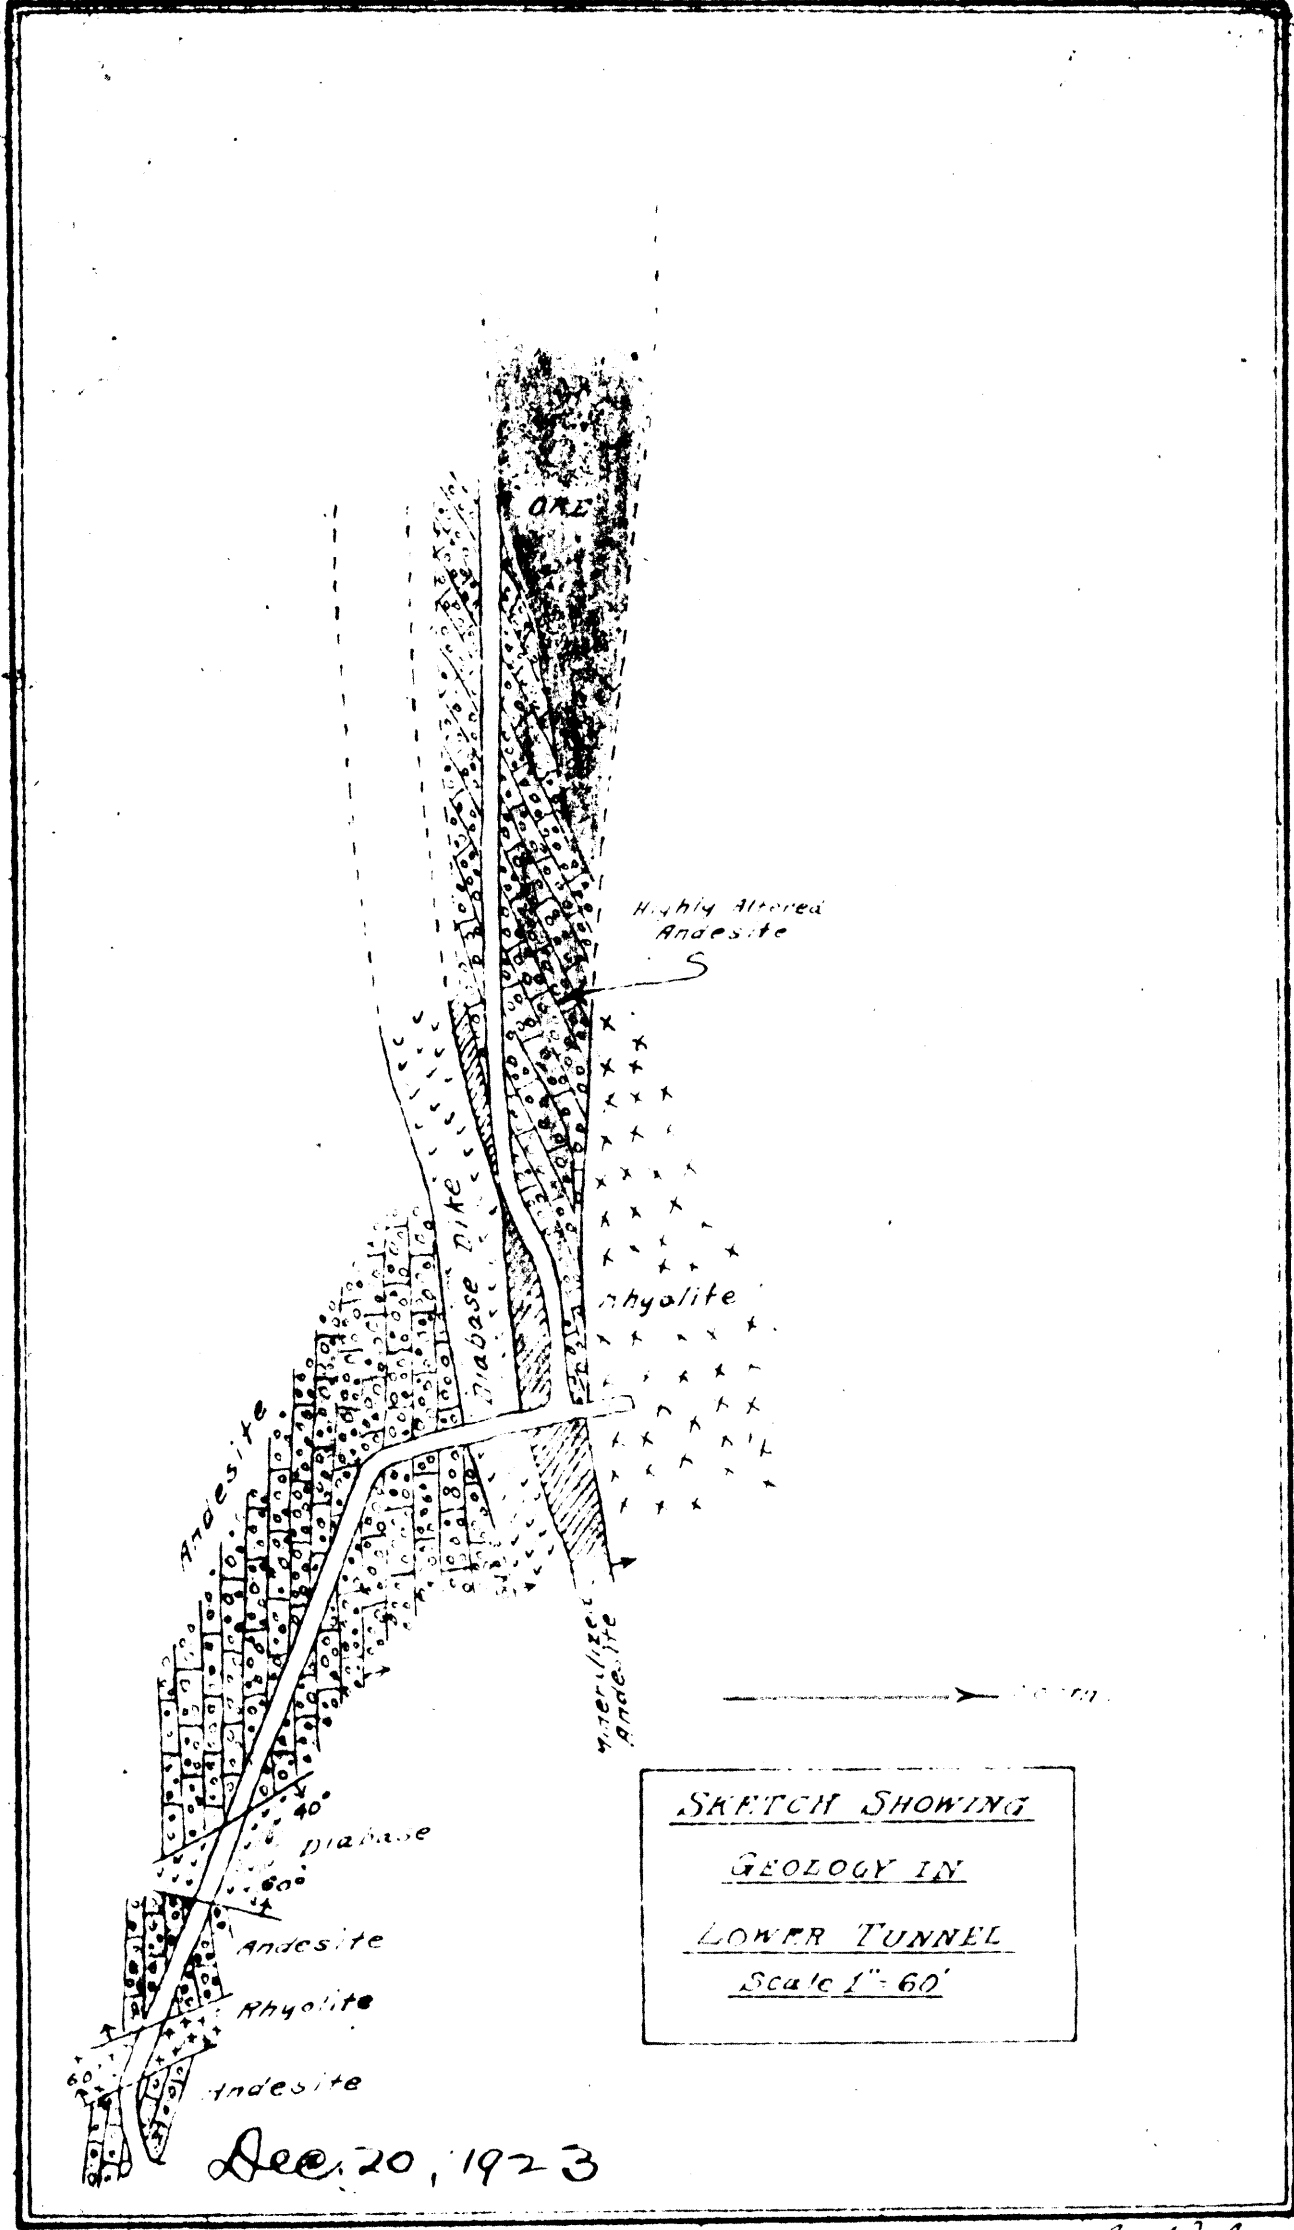 ORE
Highly Altered
Andesite
Diabase Dike
Rhyolite
Andesite
Mineralized
Andesite
40°
Diabase
60°
Andesite
Rhyolite
60
Andesite
SKETCH SHOWING
GEOLOGY IN
LOWER TUNNEL
Scale 1"=60'
Dec. 20, 1923